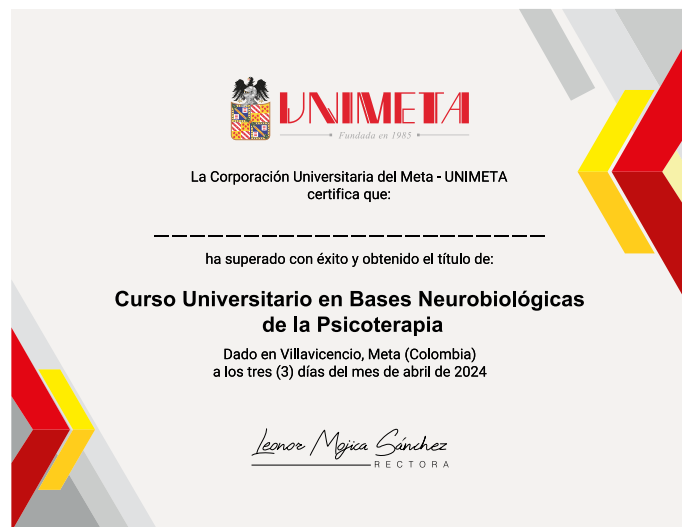 UNIMETA
Fundada en 1985
La Corporación Universitaria del Meta - UNIMETA
certifica que:
ha superado con éxito y obtenido el título de:
Curso Universitario en Bases Neurobiológicas
de la Psicoterapia
Dado en Villavicencio, Meta (Colombia)
a los tres (3) días del mes de abril de 2024
Leonor Mojica Sánchez
RECTORA